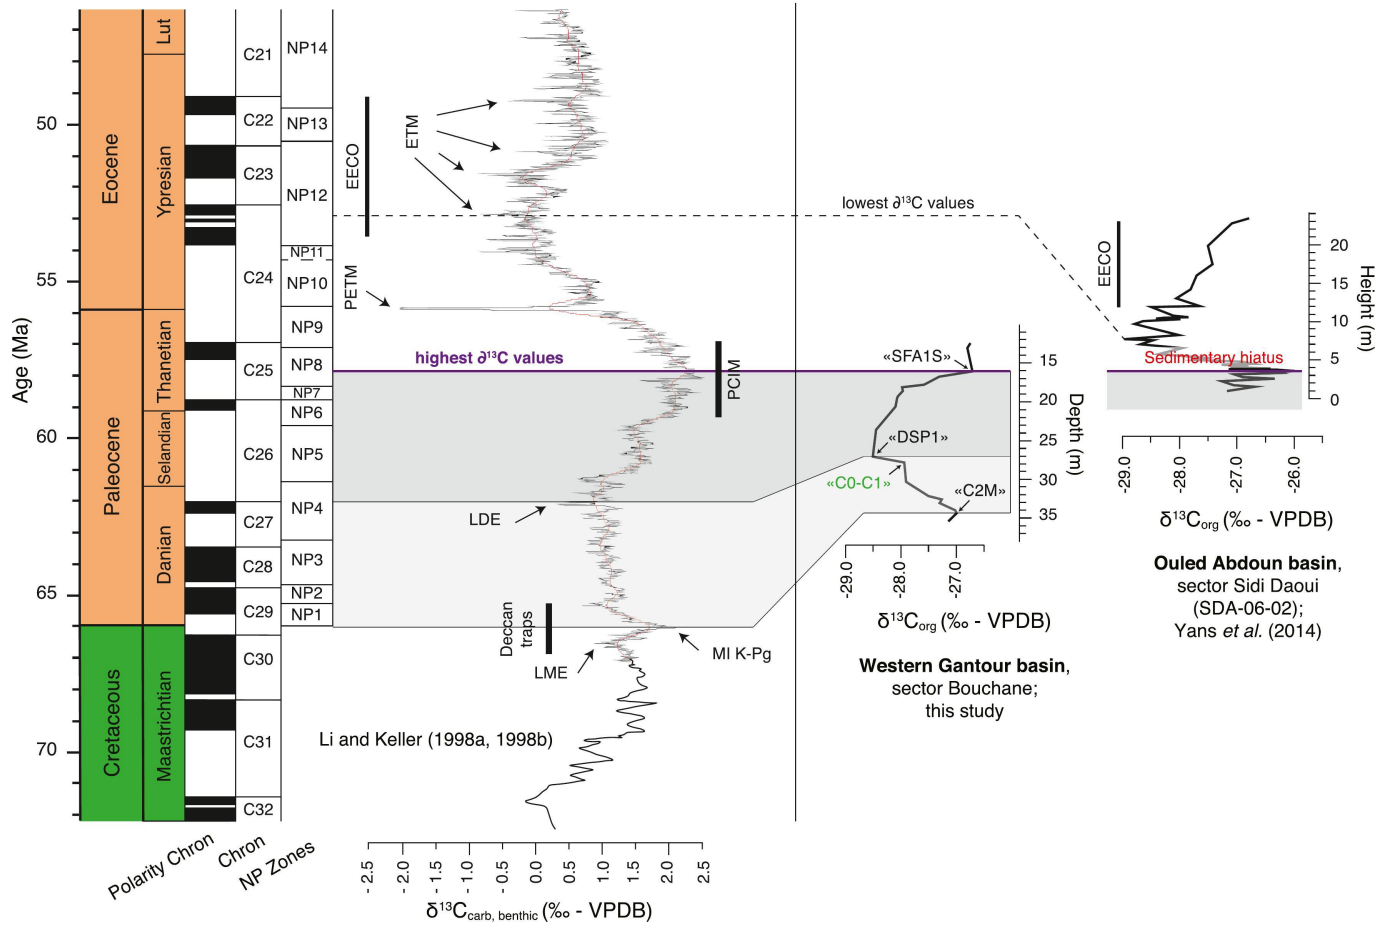 Age (Ma)
50
55
60
65
70
Eocene
Paleocene
Cretaceous
Lut
Ypresian
Thanetian
Selandian
Danian
Maastrichtian
C21
C22
C23
C24
C25
C26
C27
C28
C29
C30
C31
C32
NP14
NP13
NP12
NP11
NP10
NP9
NP8
NP7
NP6
NP5
NP4
NP3
NP2
NP1
Polarity Chron
Chron
NP Zones
EECO
ETM
PETM
highest ∂¹³C values
PCIM
LDE
Deccan
traps
LME
MI K-Pg
Li and Keller (1998a, 1998b)
- 2.5
- 2.0
- 1.5
- 1.0
- 0.5
0.0
0.5
1.0
1.5
2.0
2.5
δ¹³C carb, benthic (‰ - VPDB)
lowest ∂¹³C values
«SFA1S»
«DSP1»
«C0-C1»
«C2M»
15
20
25
30
35
Depth (m)
-29.0
-28.0
-27.0
δ¹³Corg (‰ - VPDB)
Western Gantour basin,
sector Bouchane;
this study
EECO
Sedimentary hiatus
20
15
10
5
0
Height (m)
-29.0
-28.0
-27.0
-26.0
δ¹³Corg (‰ - VPDB)
Ouled Abdoun basin,
sector Sidi Daoui
(SDA-06-02);
Yans et al. (2014)